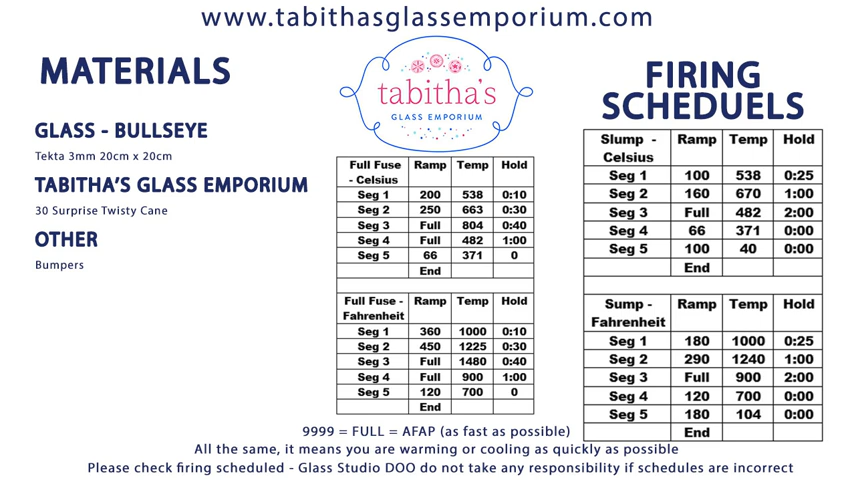 www.tabithasglassemporium.com
MATERIALS
GLASS - BULLSEYE
Tekta 3mm 20cm x 20cm
TABITHA'S GLASS EMPORIUM
30 Surprise Twisty Cane
OTHER
Bumpers
tabitha's
GLASS EMPORIUM
Full Fuse - Celsius Ramp Temp Hold
Seg 1 200 538 0:10
Seg 2 250 663 0:30
Seg 3 Full 804 0:40
Seg 4 Full 482 1:00
Seg 5 66 371 0
End
Full Fuse - Fahrenheit Ramp Temp Hold
Seg 1 360 1000 0:10
Seg 2 450 1225 0:30
Seg 3 Full 1480 0:40
Seg 4 Full 900 1:00
Seg 5 120 700 0
End
FIRING
SCHEDUELS
Slump - Celsius Ramp Temp Hold
Seg 1 100 538 0:25
Seg 2 160 670 1:00
Seg 3 Full 482 2:00
Seg 4 66 371 0:00
Seg 5 100 40 0:00
End
Sump - Fahrenheit Ramp Temp Hold
Seg 1 180 1000 0:25
Seg 2 290 1240 1:00
Seg 3 Full 900 2:00
Seg 4 120 700 0:00
Seg 5 180 104 0:00
End
9999 = FULL = AFAP (as fast as possible)
All the same, it means you are warming or cooling as quickly as possible
Please check firing scheduled - Glass Studio DOO do not take any responsibility if schedules are incorrect